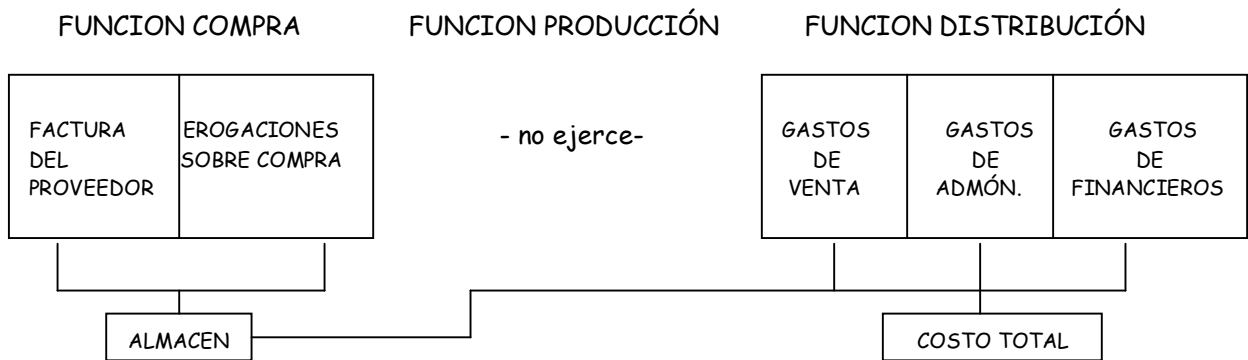 FUNCION COMPRA
FUNCION PRODUCCIÓN
FUNCION DISTRIBUCIÓN
FACTURA
DEL
PROVEEDOR
EROGACIONES
SOBRE COMPRA
- no ejerce-
GASTOS
DE
VENTA
GASTOS
DE
ADMÓN.
GASTOS
DE
FINANCIEROS
ALMACEN
COSTO TOTAL